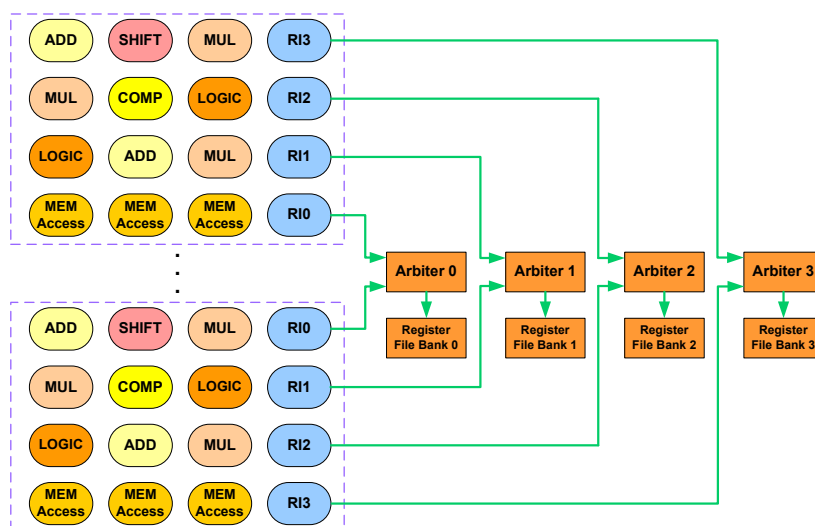 ADD SHIFT MUL RI3
MUL COMP LOGIC RI2
LOGIC ADD MUL RI1
MEM MEM MEM RI0
Access Access Access
Arbiter 0 Arbiter 1 Arbiter 2 Arbiter 3
Register Register Register Register
File Bank 0 File Bank 1 File Bank 2 File Bank 3
ADD SHIFT MUL RI0
MUL COMP LOGIC RI1
LOGIC ADD MUL RI2
MEM MEM MEM RI3
Access Access Access